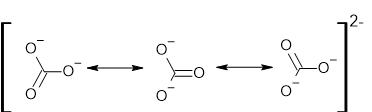 2-
O⁻ O⁻ O
O⁻ O O⁻
O O⁻ O⁻